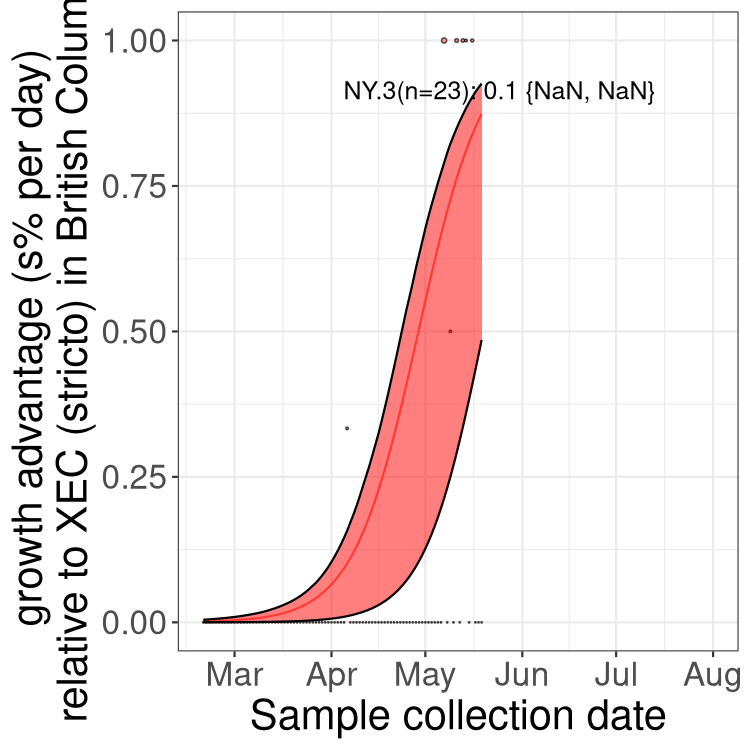 growth advantage (s% per day)
relative to XEC (stricto) in British Colum
1.00
0.75
0.50
0.25
0.00
NY.3(n=23): 0.1 {NaN, NaN}
Mar Apr May Jun Jul Aug
Sample collection date